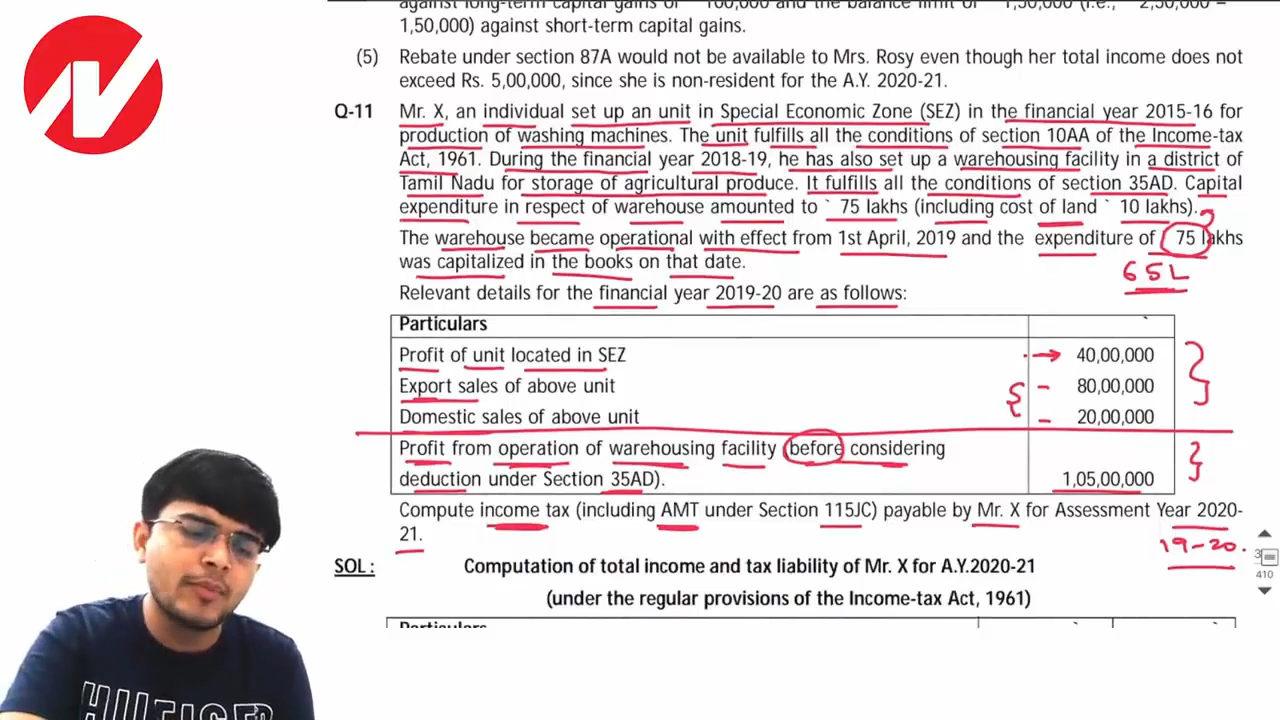 against long-term capital gains of ` 100,000 and the balance limit of ` 1,50,000 (i.e., ` 2,50,000 –
1,50,000) against short-term capital gains.
(5) Rebate under section 87A would not be available to Mrs. Rosy even though her total income does not
exceed Rs. 5,00,000, since she is non-resident for the A.Y. 2020-21.
Q-11 Mr. X, an individual set up an unit in Special Economic Zone (SEZ) in the financial year 2015-16 for
production of washing machines. The unit fulfills all the conditions of section 10AA of the Income-tax
Act, 1961. During the financial year 2018-19, he has also set up a warehousing facility in a district of
Tamil Nadu for storage of agricultural produce. It fulfills all the conditions of section 35AD. Capital
expenditure in respect of warehouse amounted to ` 75 lakhs (including cost of land ` 10 lakhs).
The warehouse became operational with effect from 1st April, 2019 and the expenditure of ` 75 lakhs
was capitalized in the books on that date.
65L
Relevant details for the financial year 2019-20 are as follows:
Particulars `
Profit of unit located in SEZ 40,00,000
Export sales of above unit 80,00,000
Domestic sales of above unit 20,00,000
Profit from operation of warehousing facility (before considering
deduction under Section 35AD). 1,05,00,000
Compute income tax (including AMT under Section 115JC) payable by Mr. X for Assessment Year 2020-
21.
19-20.
410
SOL : Computation of total income and tax liability of Mr. X for A.Y.2020-21
(under the regular provisions of the Income-tax Act, 1961)
Particulars ` `